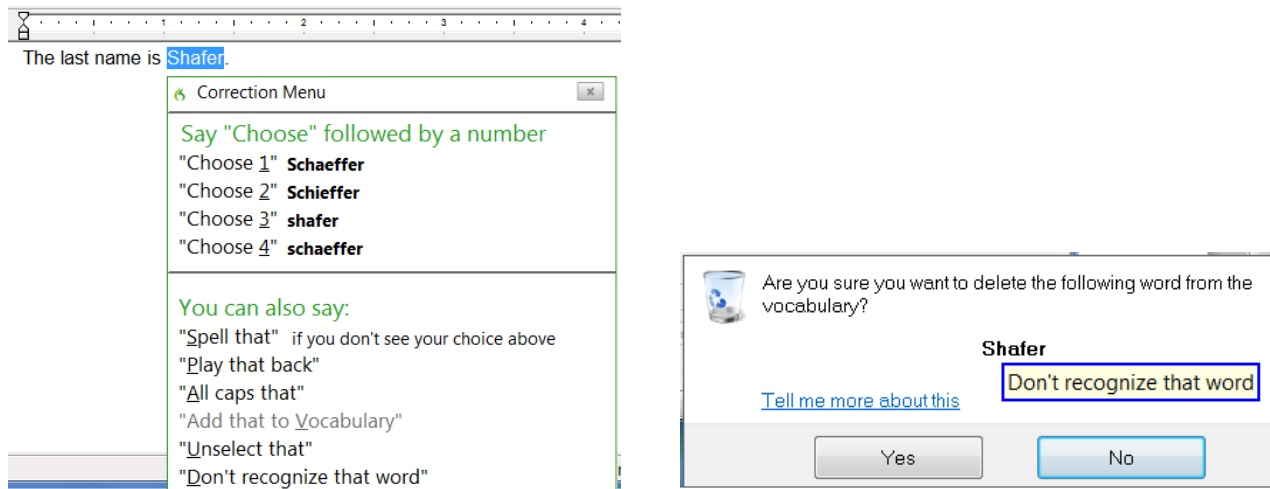 1 2 3 4
The last name is Shafer.
Correction Menu
Say "Choose" followed by a number
"Choose 1" Schaeffer
"Choose 2" Schieffer
"Choose 3" shafer
"Choose 4" schaeffer
You can also say:
"Spell that" if you don't see your choice above
"Play that back"
"All caps that"
"Add that to Vocabulary"
"Unselect that"
"Don't recognize that word"
Are you sure you want to delete the following word from the
vocabulary?
Shafer
Don't recognize that word
Tell me more about this
Yes No